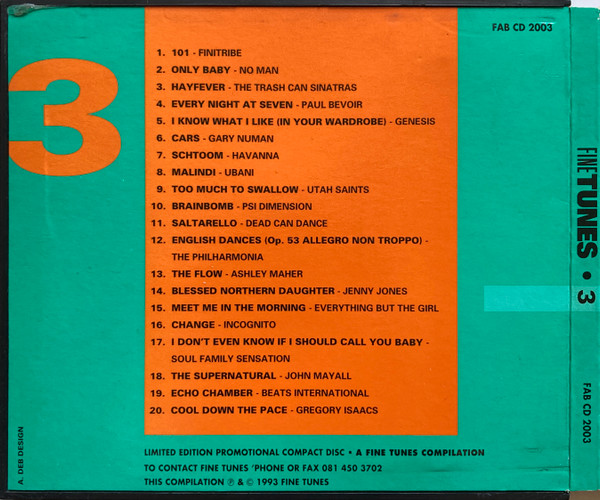 FAB CD 2003
3
1. 101 - FINITRIBE
2. ONLY BABY - NO MAN
3. HAYFEVER - THE TRASH CAN SINATRAS
4. EVERY NIGHT AT SEVEN - PAUL BEVOIR
5. I KNOW WHAT I LIKE (IN YOUR WARDROBE) - GENESIS
6. CARS - GARY NUMAN
7. SCHTOOM - HAVANNA
8. MALINDI - UBANI
9. TOO MUCH TO SWALLOW - UTAH SAINTS
10. BRAINBOMB - PSI DIMENSION
11. SALTARELLO - DEAD CAN DANCE
12. ENGLISH DANCES (Op. 53 ALLEGRO NON TROPPO) -
THE PHILHARMONIA
13. THE FLOW - ASHLEY MAHER
14. BLESSED NORTHERN DAUGHTER - JENNY JONES
15. MEET ME IN THE MORNING - EVERYTHING BUT THE GIRL
16. CHANGE - INCOGNITO
17. I DON'T EVEN KNOW IF I SHOULD CALL YOU BABY -
SOUL FAMILY SENSATION
18. THE SUPERNATURAL - JOHN MAYALL
19. ECHO CHAMBER - BEATS INTERNATIONAL
20. COOL DOWN THE PACE - GREGORY ISAACS
LIMITED EDITION PROMOTIONAL COMPACT DISC • A FINE TUNES COMPILATION
TO CONTACT FINE TUNES 'PHONE OR FAX 081 450 3702
THIS COMPILATION ℗ & © 1993 FINE TUNES
A. DEB DESIGN
FINE TUNES • 3
FAB CD 2003